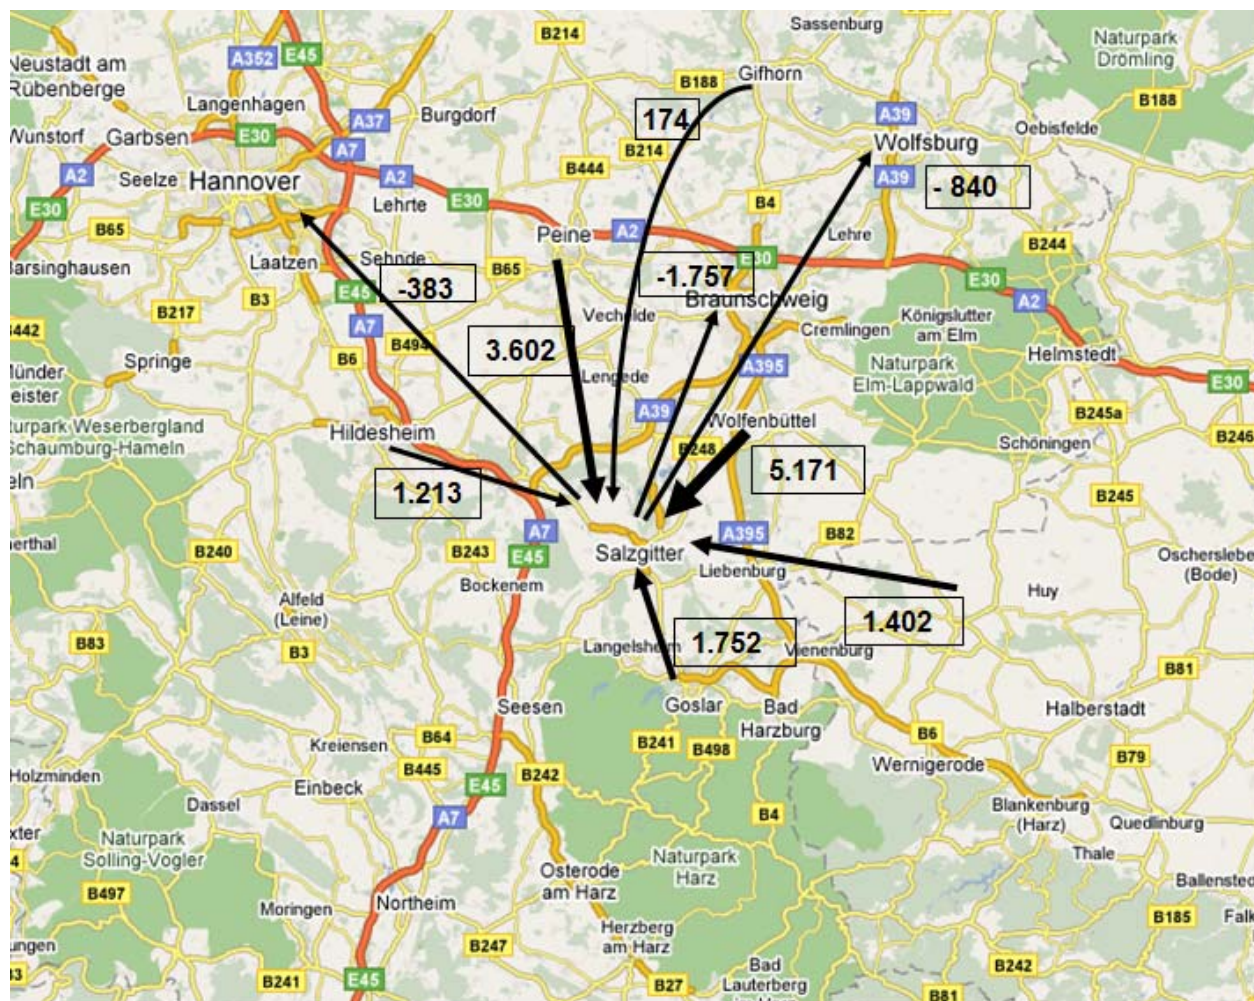 Sassenburg
B214
Naturpark
Drömling
A352
E45
Neustadt am
Rübenberge
B188
Gifhorn
B188
Langenhagen
A37
Burgdorf
174
A39
Oebisfelde
Wunstorf
Garbsen
E30
A7
B214
Wolfsburg
A2
Seelze
Hannover
A2
B444
A39
- 840
E30
Lehrte
E30
B4
B65
Peine
A2
Lehre
B244
Barsinghausen
Laatzen
Sehnde
B65
-1.757
E30
E30
E45
-383
Braunschweig
A2
B3
B217
Vechelde
Königslutter
am Elm
B442
A7
B494
3.602
Cremlingen
Springe
B6
Lengede
A395
Naturpark
Elm-Lappwald
Helmstedt
E30
A39
B245a
Naturpark Weserbergland
Schaumburg-Hameln
Hildesheim
Wolfenbüttel
B248
Schöningen
B246
1.213
5.171
B245
A7
A395
B82
B240
B243
E45
Salzgitter
Liebenburg
Oschersleben
(Bode)
Bockenem
Huy
Alfeld
(Leine)
1.402
B83
B3
Langelsheim
1.752
Vienenburg
B81
Seesen
Goslar
Bad
Harzburg
Halberstadt
B64
Kreiensen
B241
B498
B6
B79
Holzminden
B445
B242
Wernigerode
Einbeck
E45
Dassel
A7
B4
Blankenburg
(Harz)
Quedlinburg
Naturpark
Solling-Vogler
Naturpark
Harz
Thale
B497
Osterode
am Harz
Ballensted
Moringen
Northeim
B185
Falk
Herzberg
am Harz
B247
B241
E45
B27
Bad
Lauterberg
B242
B81